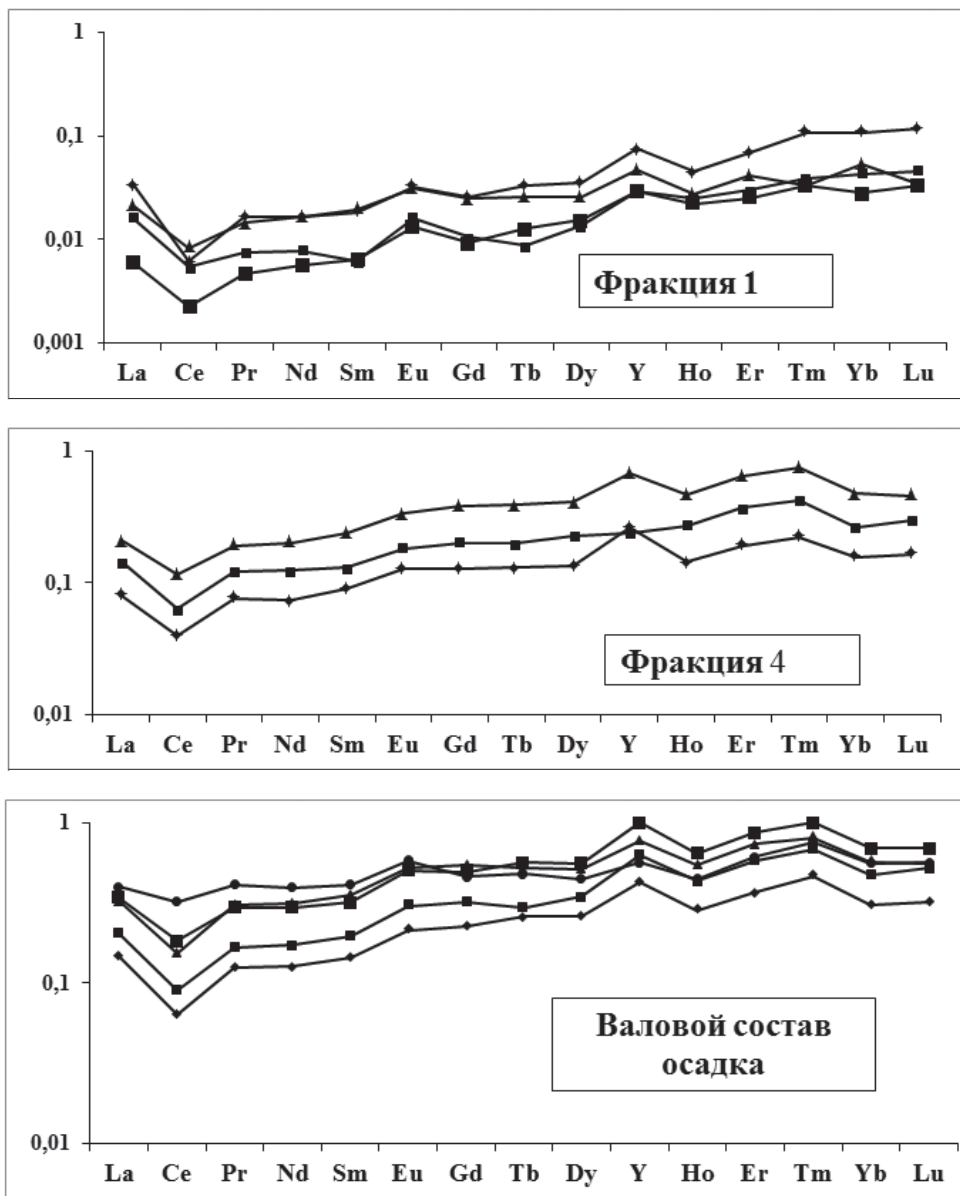 1
0,1
0,01
0,001
La Ce Pr Nd Sm Eu Gd Tb Dy Y Ho Er Tm Yb Lu
Фракция 1
1
0,1
0,01
La Ce Pr Nd Sm Eu Gd Tb Dy Y Ho Er Tm Yb Lu
Фракция 4
1
0,1
0,01
La Ce Pr Nd Sm Eu Gd Tb Dy Y Ho Er Tm Yb Lu
Валовой состав
осадка